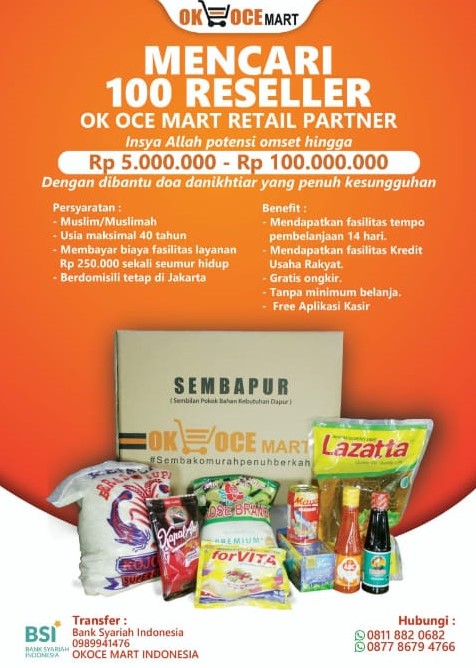 OK OCE MART
MENCARI
100 RESELLER
OK OCE MART RETAIL PARTNER
Insya Allah potensi omset hingga
Rp 5.000.000 - Rp 100.000.000
Dengan dibantu doa danikhtiar yang penuh kesungguhan
Persyaratan :
- Muslim/Muslimah
- Usia maksimal 40 tahun
- Membayar biaya fasilitas layanan
Rp 250.000 sekali seumur hidup
- Berdomisili tetap di Jakarta
Benefit :
- Mendapatkan fasilitas tempo
pembelanjaan 14 hari.
- Mendapatkan fasilitas Kredit
Usaha Rakyat.
- Gratis ongkir.
- Tanpa minimum belanja.
- Free Aplikasi Kasir
SEMBAPUR
( Sembilan Pokok Bahan Kebutuhan Dapur )
OK OCE MART
#Sembakomurahpenuhberkah
Lazatta
Kapal Api
ROSE BRAND
PREMIUM
forVITA
Maya
Transfer :
BSI
BANK SYARIAH
INDONESIA
Bank Syariah Indonesia
0989941476
OKOCE MART INDONESIA
Hubungi :
0811 882 0682
0877 8679 4766